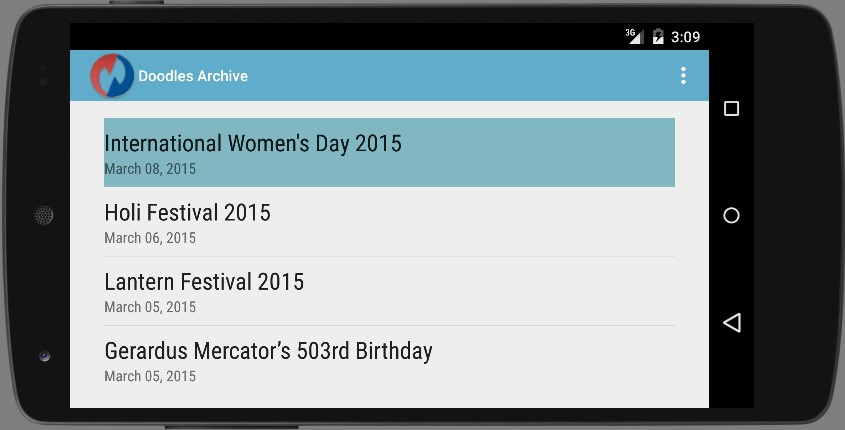 3G 3:09
Doodles Archive
International Women's Day 2015
March 08, 2015
Holi Festival 2015
March 06, 2015
Lantern Festival 2015
March 05, 2015
Gerardus Mercator’s 503rd Birthday
March 05, 2015